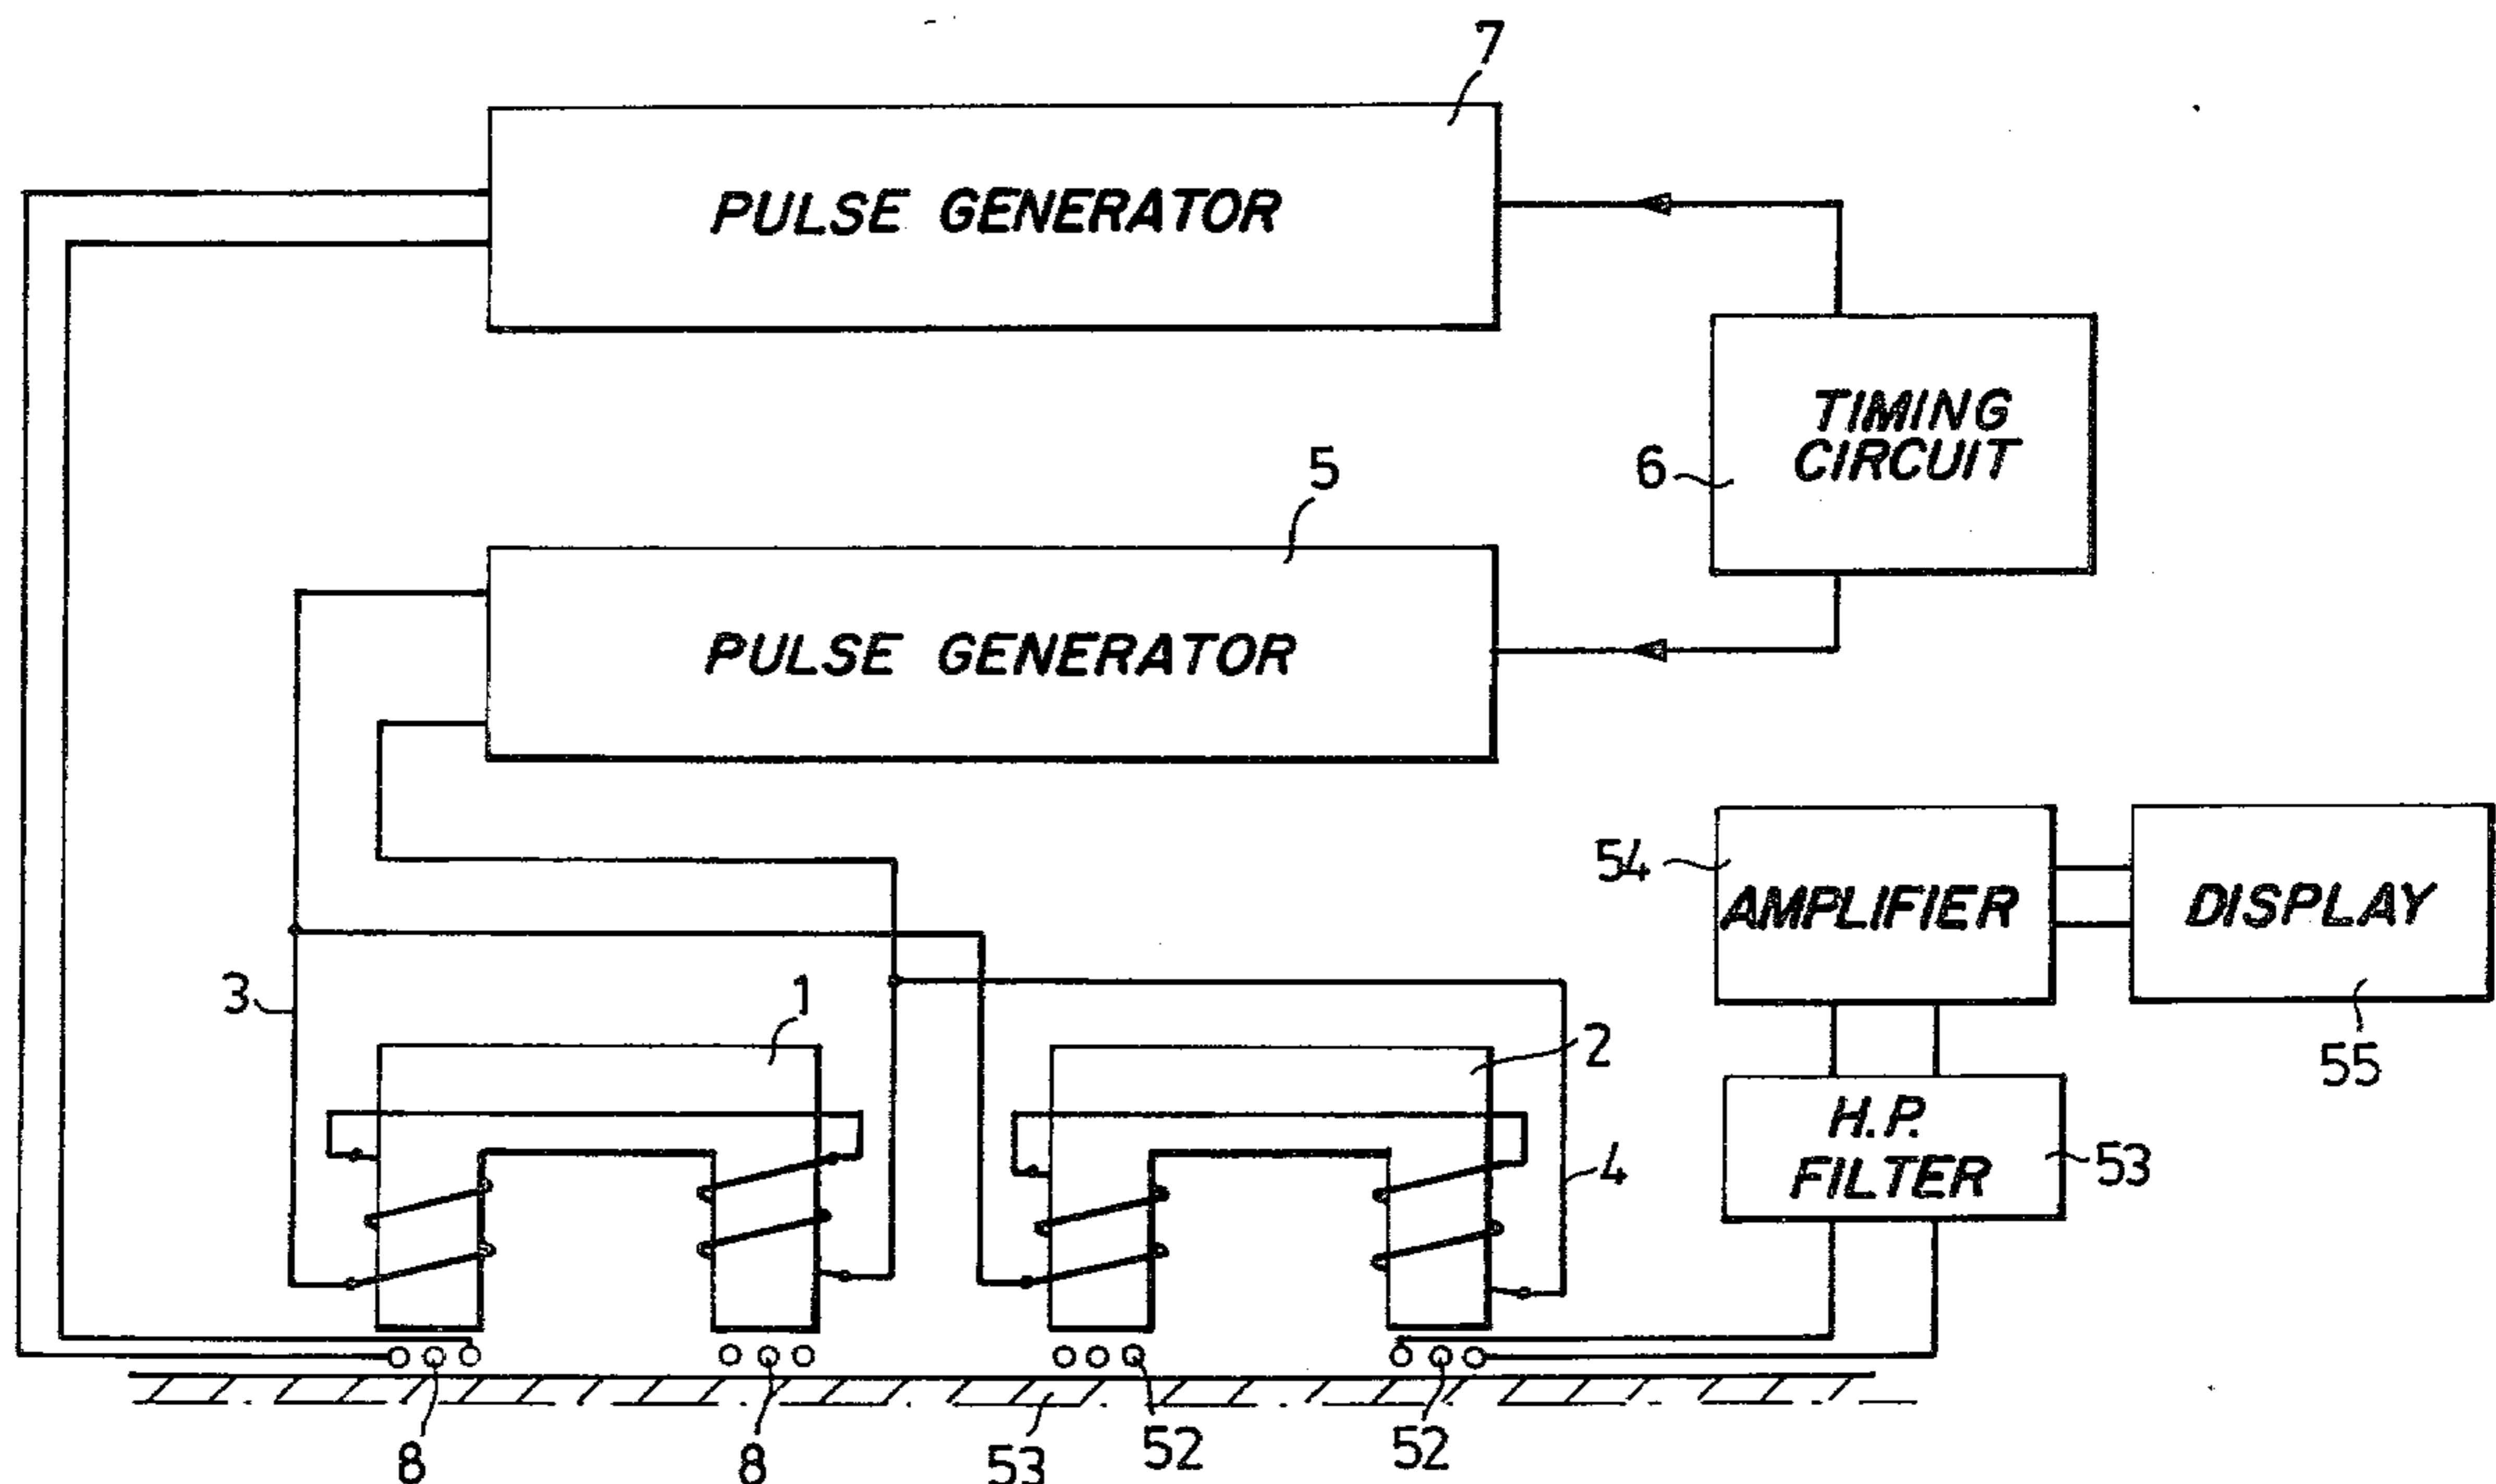 7
PULSE GENERATOR
TIMING
CIRCUIT
6
5
PULSE GENERATOR
54
AMPLIFIER
DISPLAY
3
1
2
55
H.P.
FILTER
53
4
8
8
53
52
52